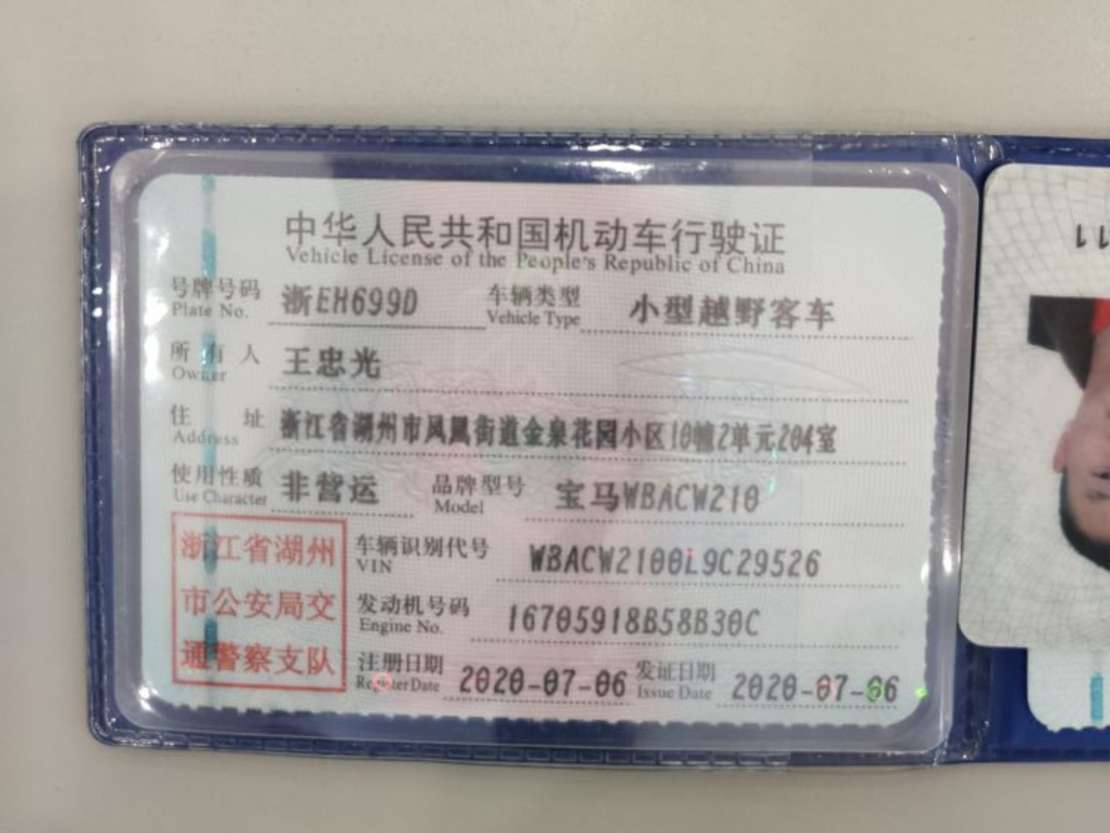 中华人民共和国机动车行驶证
Vehicle License of the People's Republic of China
号牌号码 浙EH699D 车辆类型 小型越野客车
Plate No. Vehicle Type
所有人 王忠光
Owner
住址 浙江省湖州市凤凰街道金泉花园小区10幢2单元204室
Address
使用性质 非营运 品牌型号 宝马WBACW210
Use Character Model
浙江省湖州
市公安局交
通警察支队
车辆识别代号 WBACW2100L9C29526
VIN
发动机号码 16705918B58B30C
Engine No.
注册日期 2020-07-06 发证日期 2020-07-06
Register Date Issue Date